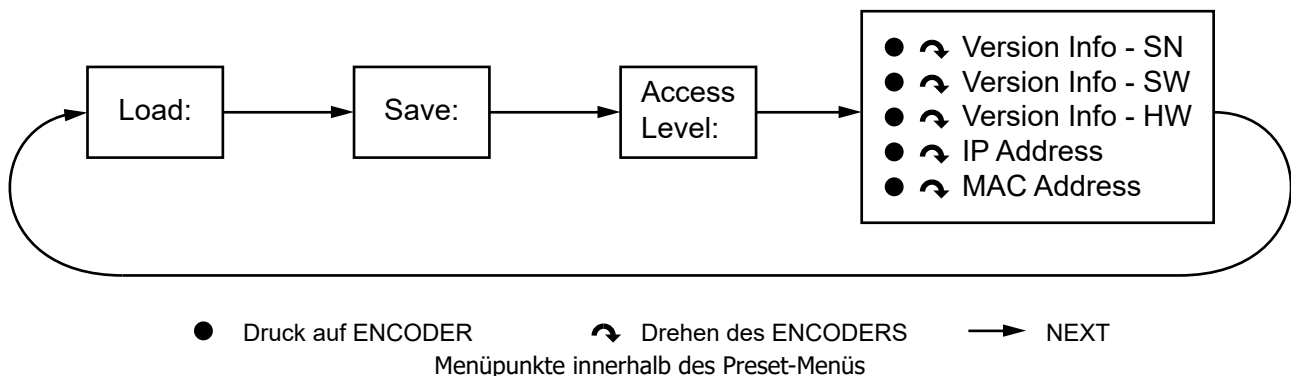 Load:
Save:
Access
Level:
Version Info - SN
Version Info - SW
Version Info - HW
IP Address
MAC Address
Druck auf ENCODER
Drehen des ENCODERS
NEXT
Menüpunkte innerhalb des Preset-Menüs